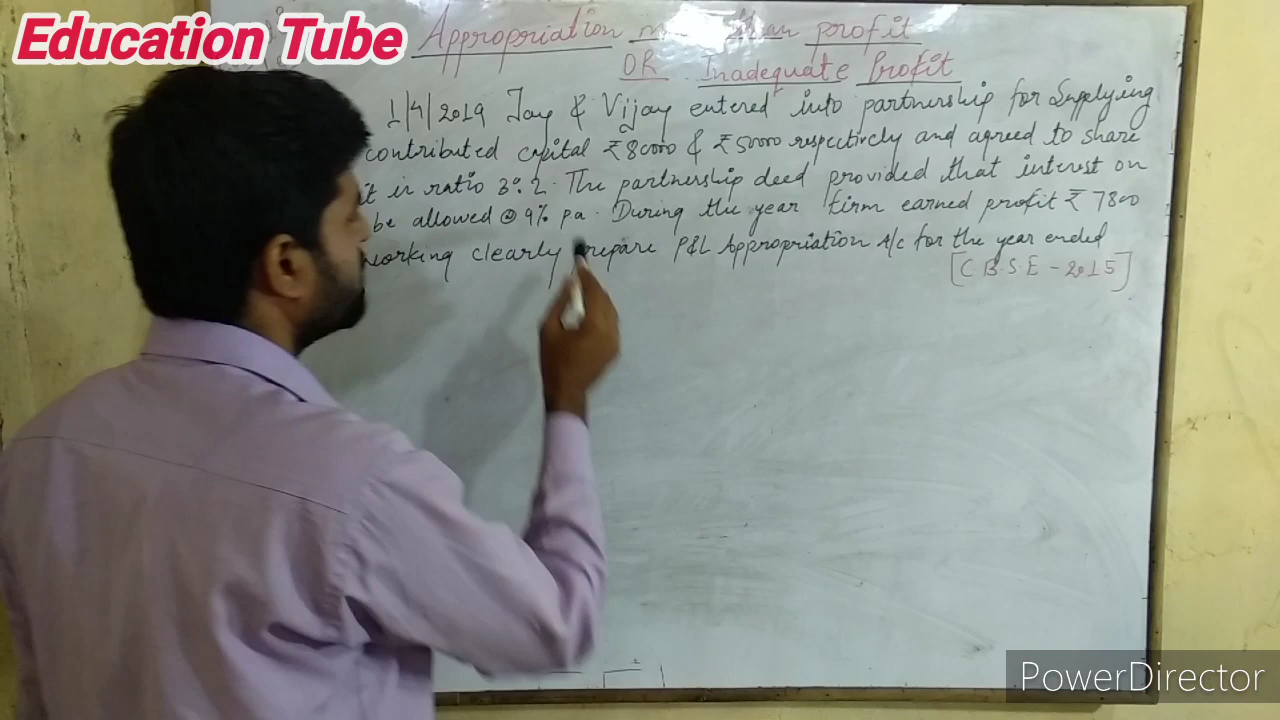 Education Tube
Appropriation than profit
OR Inadequate Profit
1/4/2019 Jay & Vijay entered into partnership for Supplying
contributed capital ₹80000 & ₹50000 respectively and agreed to share
it in ratio 3:2. The partnership deed provided that interest on
be allowed @ 9% pa. During the year firm earned profit ₹ 7800
working clearly prepare P&L Appropriation A/c for the year ended
[C.B.S.E - 2015]
PowerDirector